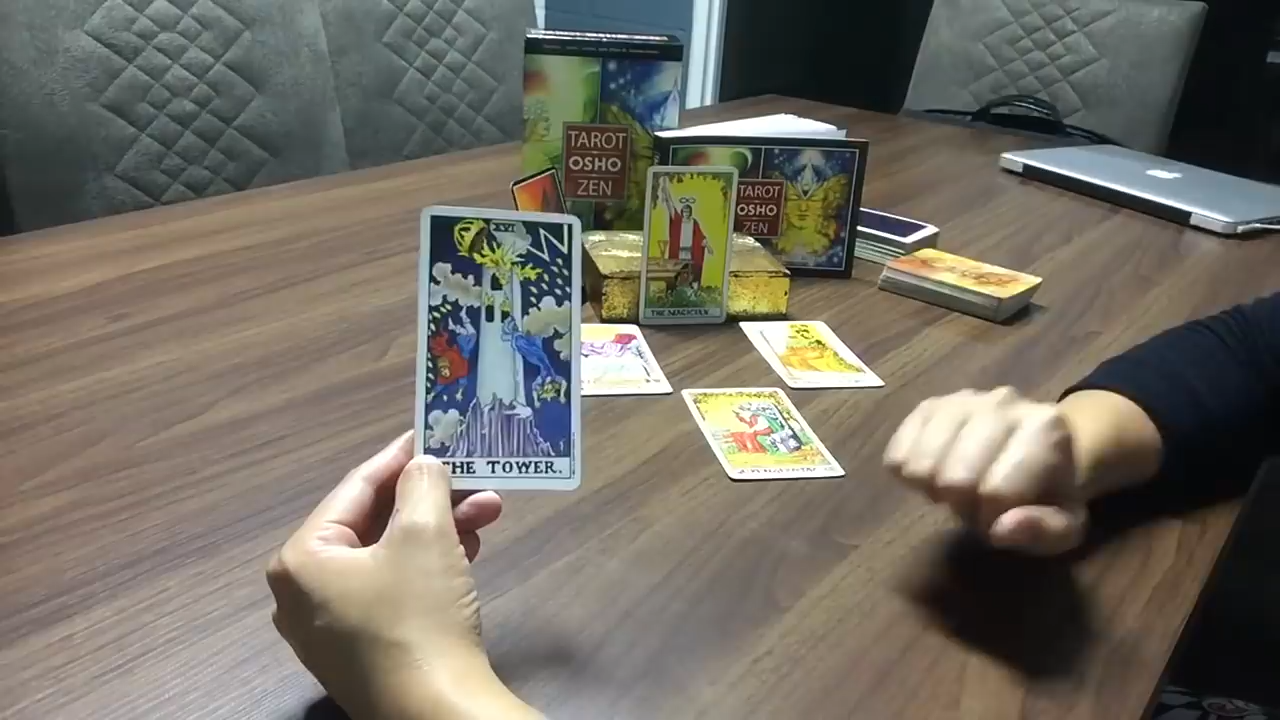 TAROT
OSHO
ZEN
TAROT
OSHO
ZEN
THE MAGICIAN.
XVI
THE TOWER.